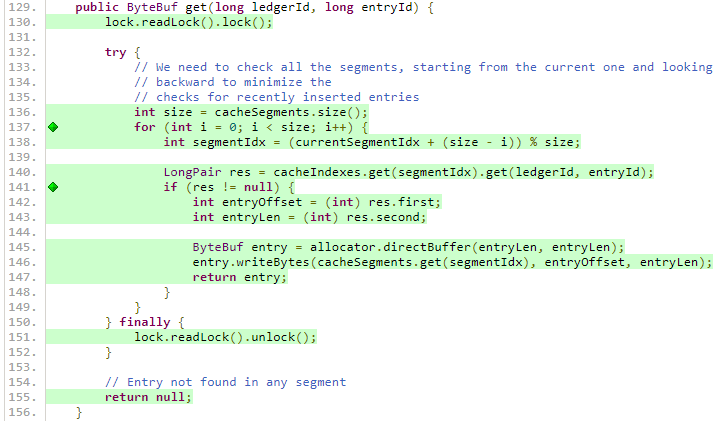 129. public ByteBuf get(long ledgerId, long entryId) {
130. lock.readLock().lock();
131.
132. try {
133. // We need to check all the segments, starting from the current one and looking
134. // backward to minimize the
135. // checks for recently inserted entries
136. int size = cacheSegments.size();
137. for (int i = 0; i < size; i++) {
138. int segmentIdx = (currentSegmentIdx + (size - i)) % size;
139.
140. LongPair res = cacheIndexes.get(segmentIdx).get(ledgerId, entryId);
141. if (res != null) {
142. int entryOffset = (int) res.first;
143. int entryLen = (int) res.second;
144.
145. ByteBuf entry = allocator.directBuffer(entryLen, entryLen);
146. entry.writeBytes(cacheSegments.get(segmentIdx), entryOffset, entryLen);
147. return entry;
148. }
149. }
150. } finally {
151. lock.readLock().unlock();
152. }
153.
154. // Entry not found in any segment
155. return null;
156. }